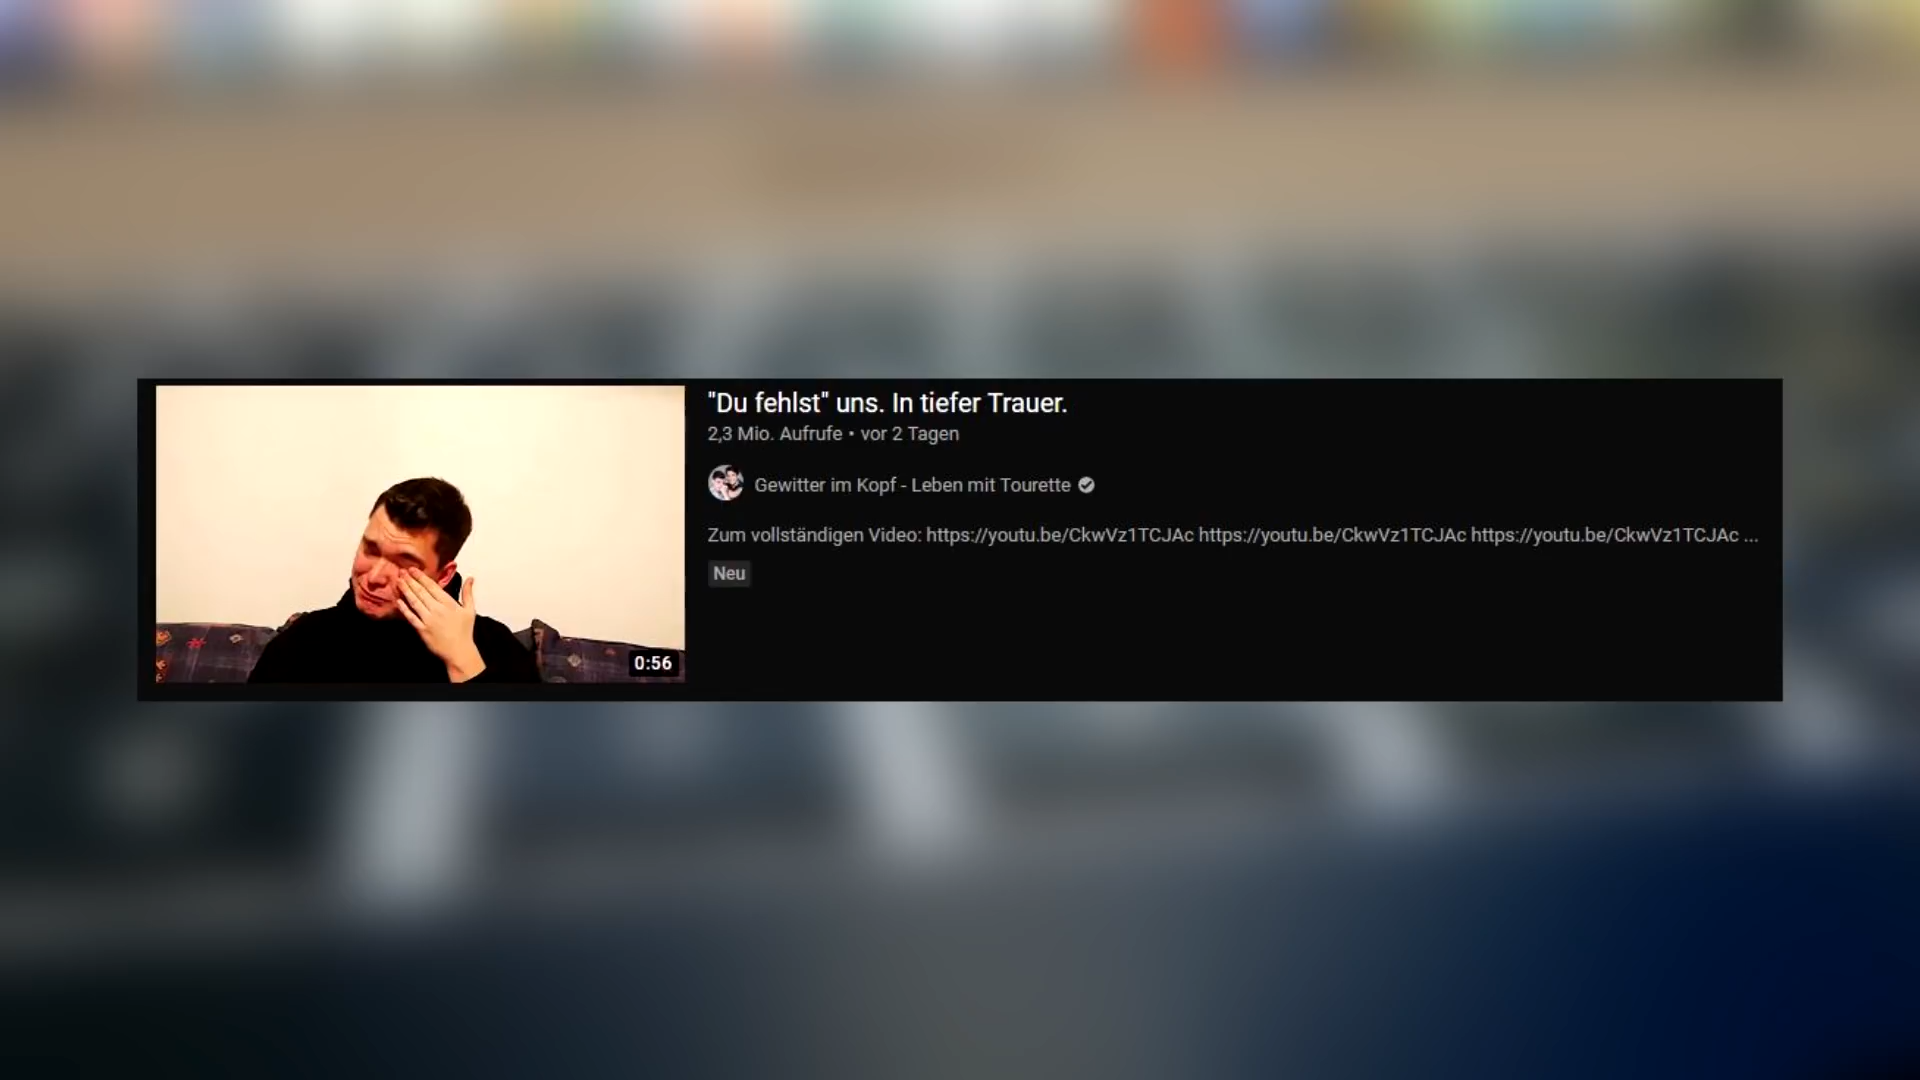 "Du fehlst" uns. In tiefer Trauer.
2,3 Mio. Aufrufe • vor 2 Tagen
Gewitter im Kopf - Leben mit Tourette
Zum vollständigen Video: https://youtu.be/CkwVz1TCJAc https://youtu.be/CkwVz1TCJAc https://youtu.be/CkwVz1TCJAc ...
Neu
0:56